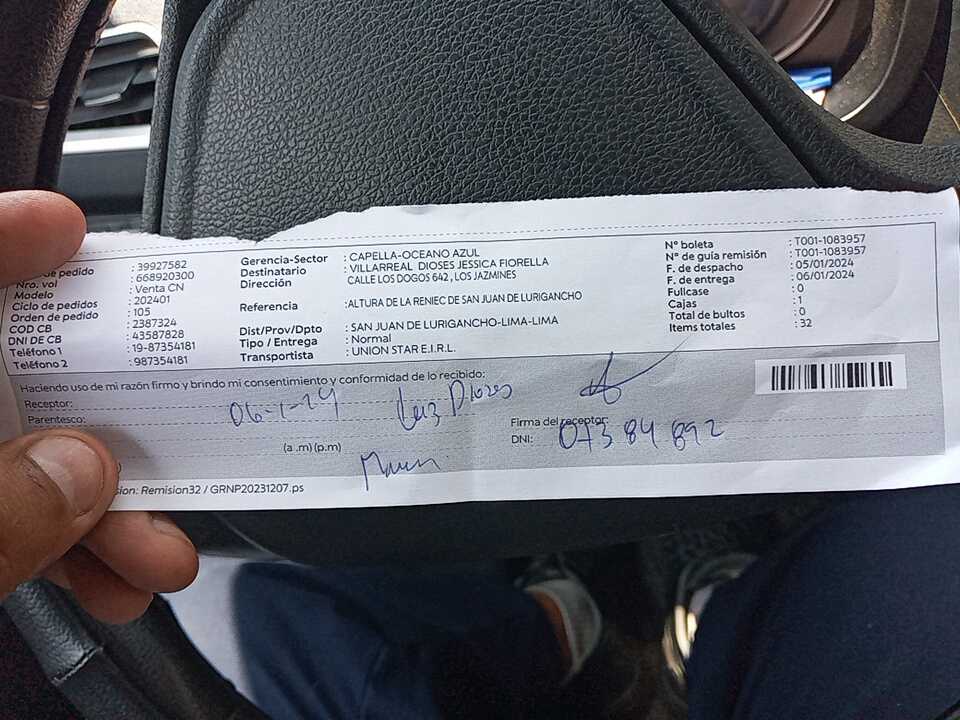 de pedido : 39927582
Nro. vol : 668920300
Modelo : Venta CN
Ciclo de pedidos : 202401
Orden de pedido : 105
COD CB : 2387324
DNI DE CB : 43587828
Teléfono 1 : 19-87354181
Teléfono 2 : 987354181
Gerencia-Sector : CAPELLA-OCEANO AZUL
Destinatario : VILLARREAL DIOSES JESSICA FIORELLA
Dirección CALLE LOS DOGOS 642 , LOS JAZMINES
Referencia :ALTURA DE LA RENIEC DE SAN JUAN DE LURIGANCHO
Dist/Prov/Dpto : SAN JUAN DE LURIGANCHO-LIMA-LIMA
Tipo / Entrega : Normal
Transportista : UNION STAR E.I.R.L.
N° boleta : T001-1083957
N° de guía remisión : T001-1083957
F. de despacho : 05/01/2024
F. de entrega : 06/01/2024
Fullcase : 0
Cajas : 1
Total de bultos : 0
Items totales : 32
Haciendo uso de mi razón firmo y brindo mi consentimiento y conformidad de lo recibido:
Receptor:
Parentesco:
06-1-24 Luz Dioses
(a .m) (p.m)
Firma del receptor:
DNI: 07384892
sion: Remision32 / GRNP20231207.ps